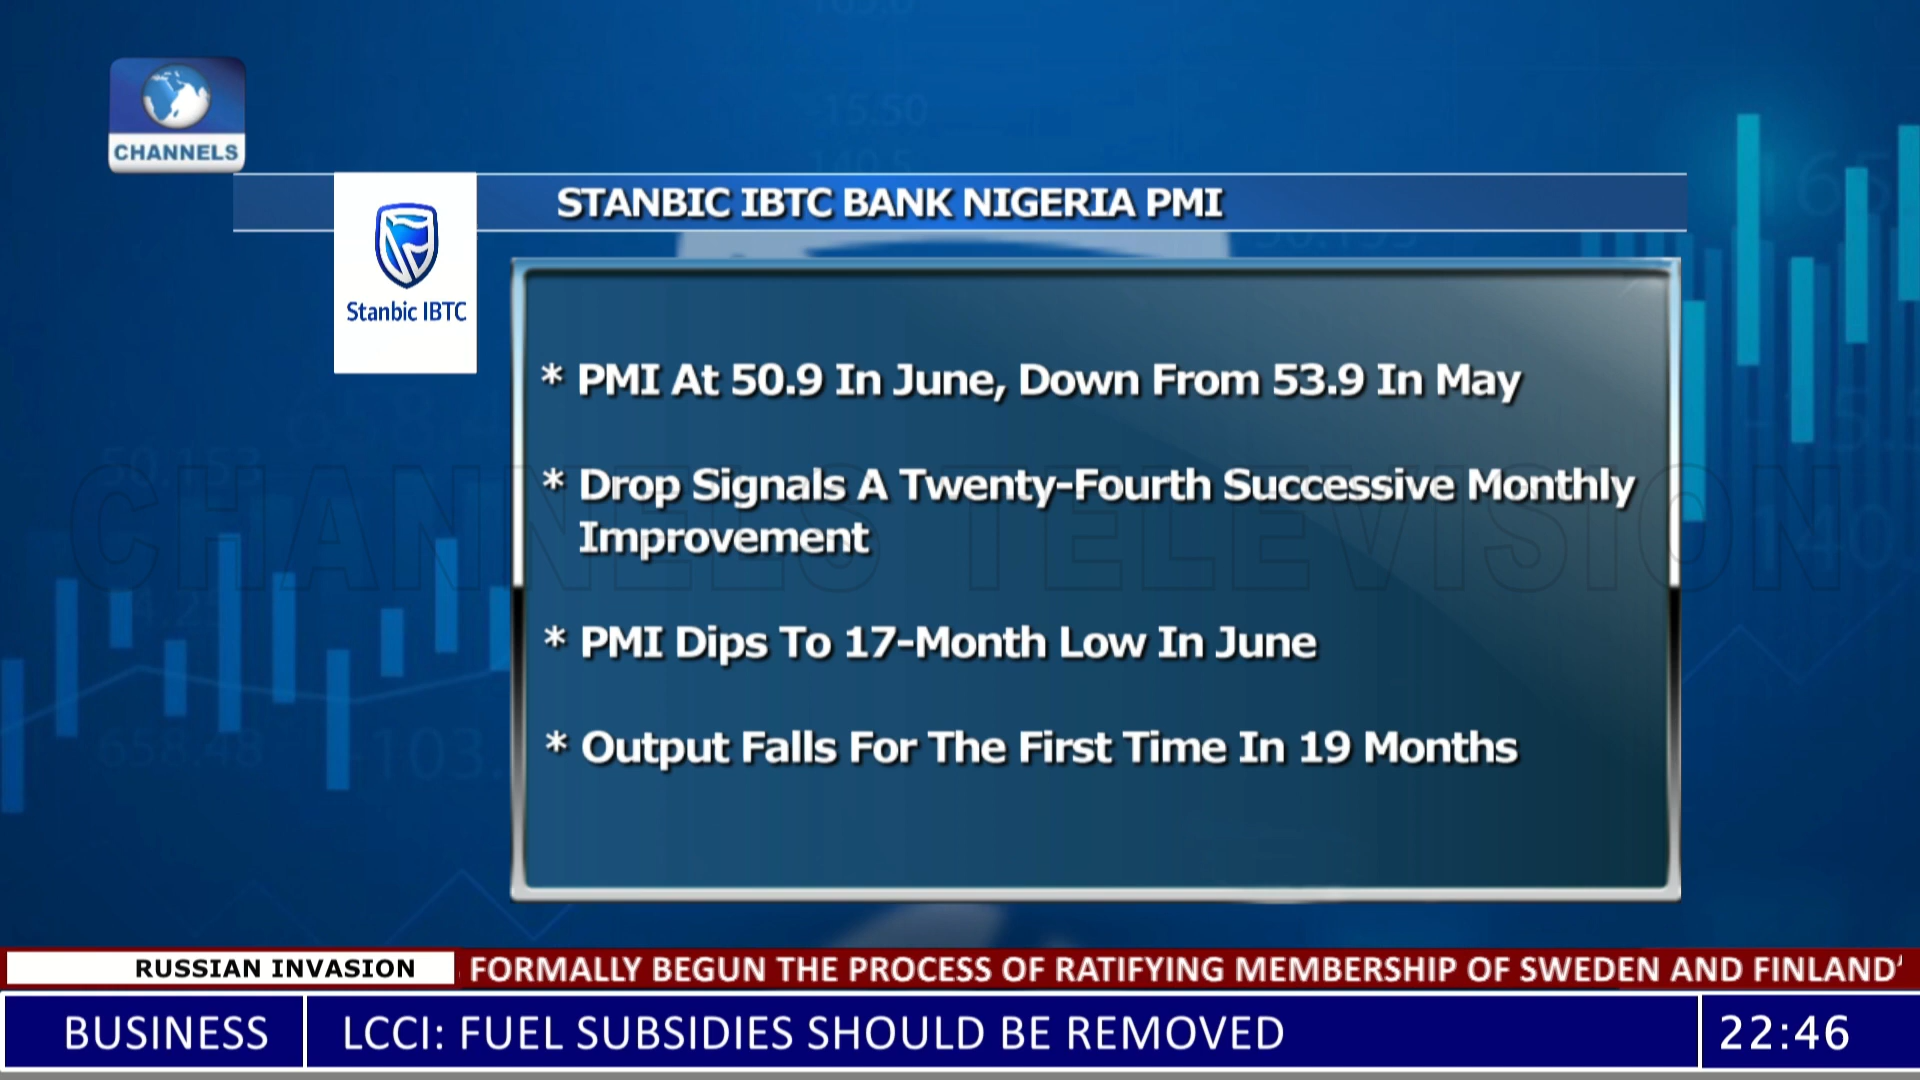 CHANNELS
STANBIC IBTC BANK NIGERIA PMI
Stanbic IBTC
* PMI At 50.9 In June, Down From 53.9 In May
* Drop Signals A Twenty-Fourth Successive Monthly
Improvement
* PMI Dips To 17-Month Low In June
* Output Falls For The First Time In 19 Months
CHANNELS TELEVISION
RUSSIAN INVASION
FORMALLY BEGUN THE PROCESS OF RATIFYING MEMBERSHIP OF SWEDEN AND FINLAND'
BUSINESS
LCCI: FUEL SUBSIDIES SHOULD BE REMOVED
22:46